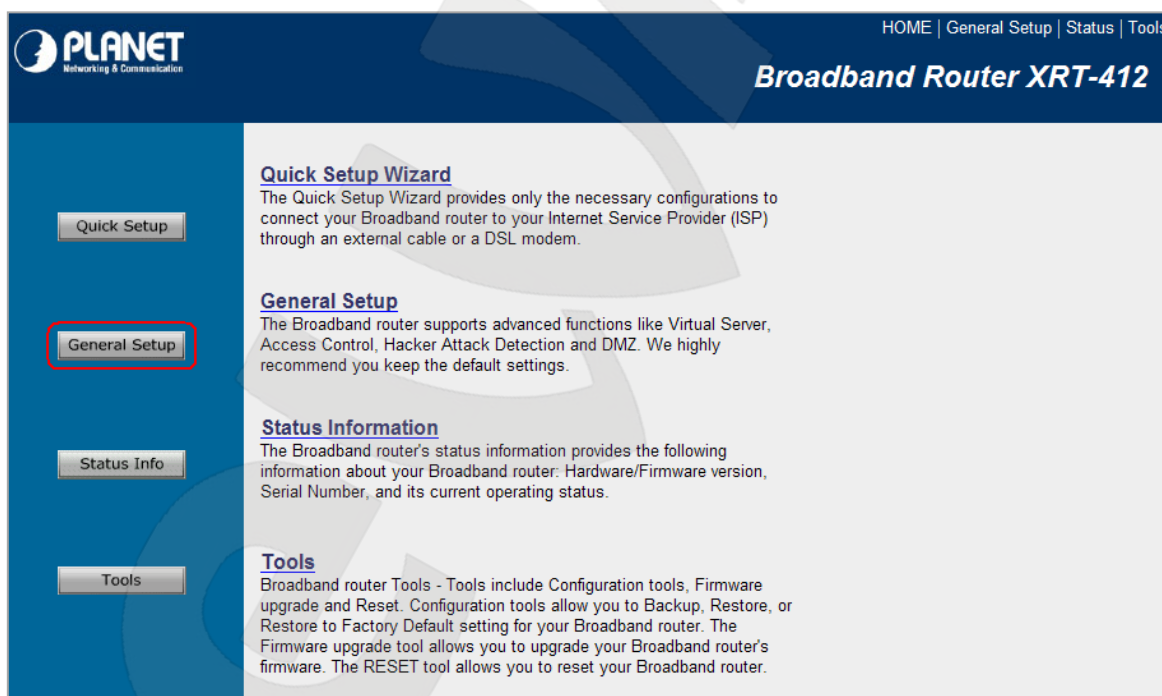 PLANET
Networking & Communication
HOME | General Setup | Status | Tools
Broadband Router XRT-412
Quick Setup
Quick Setup Wizard
The Quick Setup Wizard provides only the necessary configurations to
connect your Broadband router to your Internet Service Provider (ISP)
through an external cable or a DSL modem.
General Setup
General Setup
The Broadband router supports advanced functions like Virtual Server,
Access Control, Hacker Attack Detection and DMZ. We highly
recommend you keep the default settings.
Status Info
Status Information
The Broadband router's status information provides the following
information about your Broadband router: Hardware/Firmware version,
Serial Number, and its current operating status.
Tools
Tools
Broadband router Tools - Tools include Configuration tools, Firmware
upgrade and Reset. Configuration tools allow you to Backup, Restore, or
Restore to Factory Default setting for your Broadband router. The
Firmware upgrade tool allows you to upgrade your Broadband router's
firmware. The RESET tool allows you to reset your Broadband router.